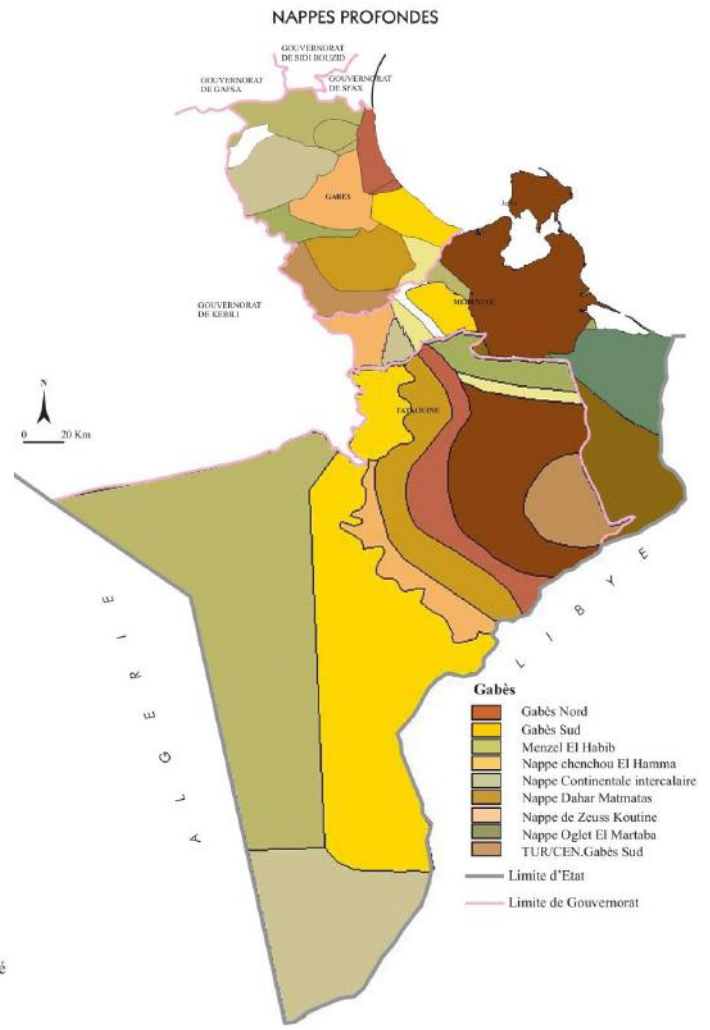 NAPPES PROFONDES
GOUVERNORAT
DE SIDI BOUZID
GOUVERNORAT
DE GAFSA
GOUVERNORAT
DE SFAX
GABES
GOUVERNORAT
DE KEBILI
MEDENINE
N
0 20 Km
TATAOUINE
ALGERIE
LIBYE
Gabès
Gabès Nord
Gabès Sud
Menzel El Habib
Nappe chenchou El Hamma
Nappe Continentale intercalaire
Nappe Dahar Matmatas
Nappe de Zeuss Koutine
Nappe Oglet El Martaba
TUR/CEN.Gabès Sud
Limite d'Etat
Limite de Gouvernorat
é